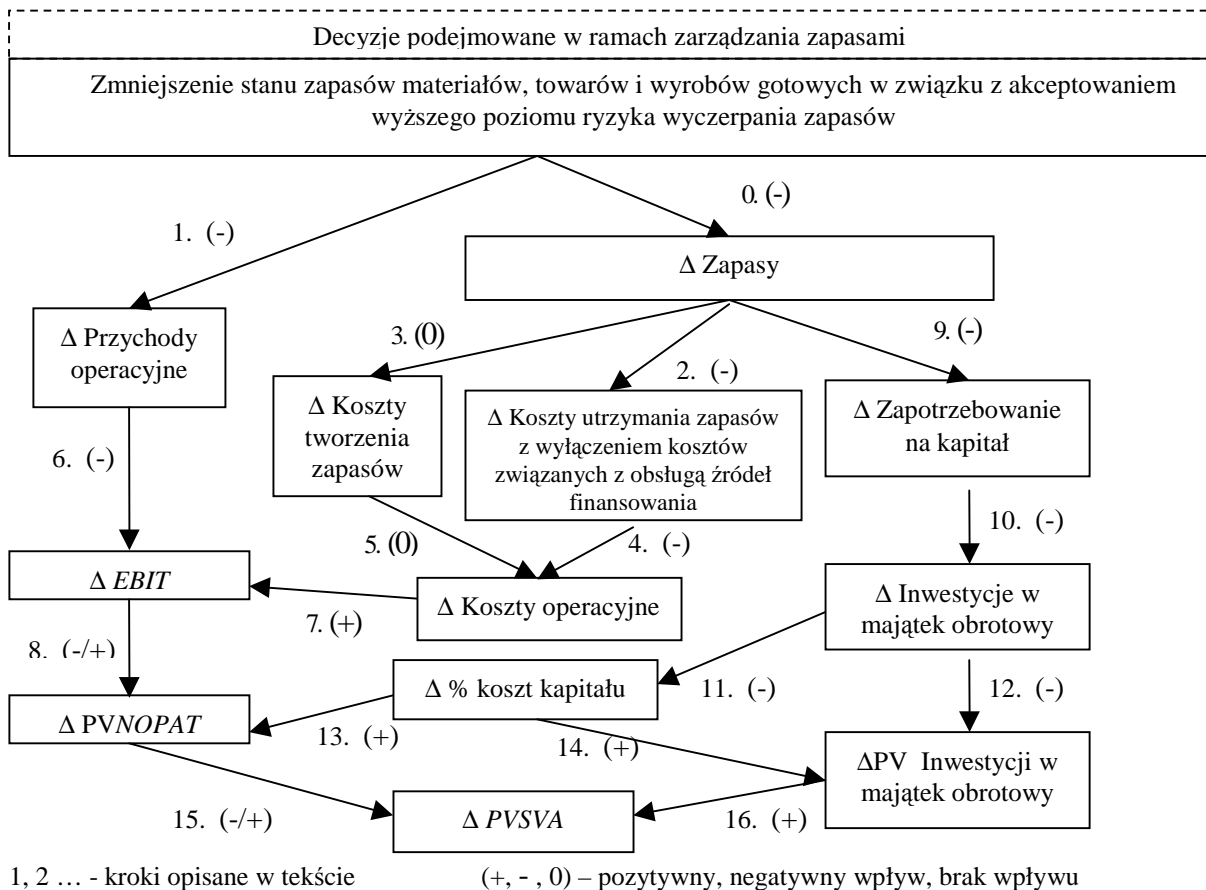 Decyzje podejmowane w ramach zarządzania zapasami
Zmniejszenie stanu zapasów materiałów, towarów i wyrobów gotowych w związku z akceptowaniem
wyższego poziomu ryzyka wyczerpania zapasów
0. (-)
1. (-)
Δ Zapasy
Δ Przychody
operacyjne
3. (0)
2. (-)
9. (-)
Δ Koszty
tworzenia
zapasów
Δ Koszty utrzymania zapasów
z wyłączeniem kosztów
związanych z obsługą źródeł
finansowania
Δ Zapotrzebowanie
na kapitał
6. (-)
5. (0)
4. (-)
10. (-)
Δ EBIT
7. (+)
Δ Koszty operacyjne
Δ Inwestycje w
majątek obrotowy
8. (-/+)
Δ % koszt kapitału
11. (-)
12. (-)
Δ PVNOPAT
13. (+)
14. (+)
ΔPV Inwestycji w
majątek obrotowy
15. (-/+)
Δ PVSVA
16. (+)
1, 2 … - kroki opisane w tekście (+, - , 0) – pozytywny, negatywny wpływ, brak wpływu